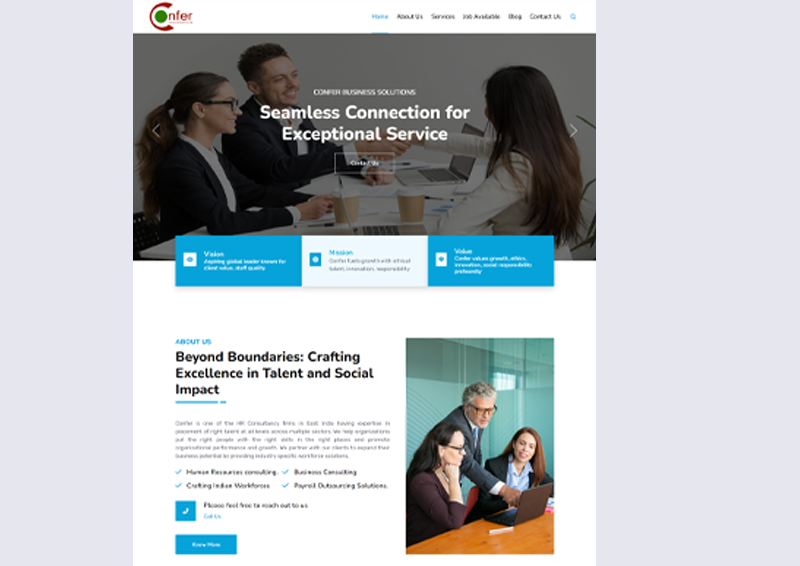 Confer
Home About Us Services Job Available Blog Contact Us
CONFER BUSINESS SOLUTIONS
Seamless Connection for
Exceptional Service
Contact Us
Vision
Aspiring global leader known for
client value, staff quality
Mission
Confer fuels growth with ethical
talent, innovation, responsibility
Value
Confer values growth, ethics,
innovation, social responsibility
profoundly
ABOUT US
Beyond Boundaries: Crafting
Excellence in Talent and Social
Impact
Confer is one of the HR Consultancy firms in East India having expertise in
placement of right talent at all levels across multiple sectors. We help organizations
put the right people with the right skills in the right places and promote
organizational performance and growth. We partner with our clients to expand their
business potential by providing industry specific workforce solutions.
Human Resources consulting. Business Consulting
Crafting Indian Workforces Payroll Outsourcing Solutions.
Please feel free to reach out to us
Call Us
Know More